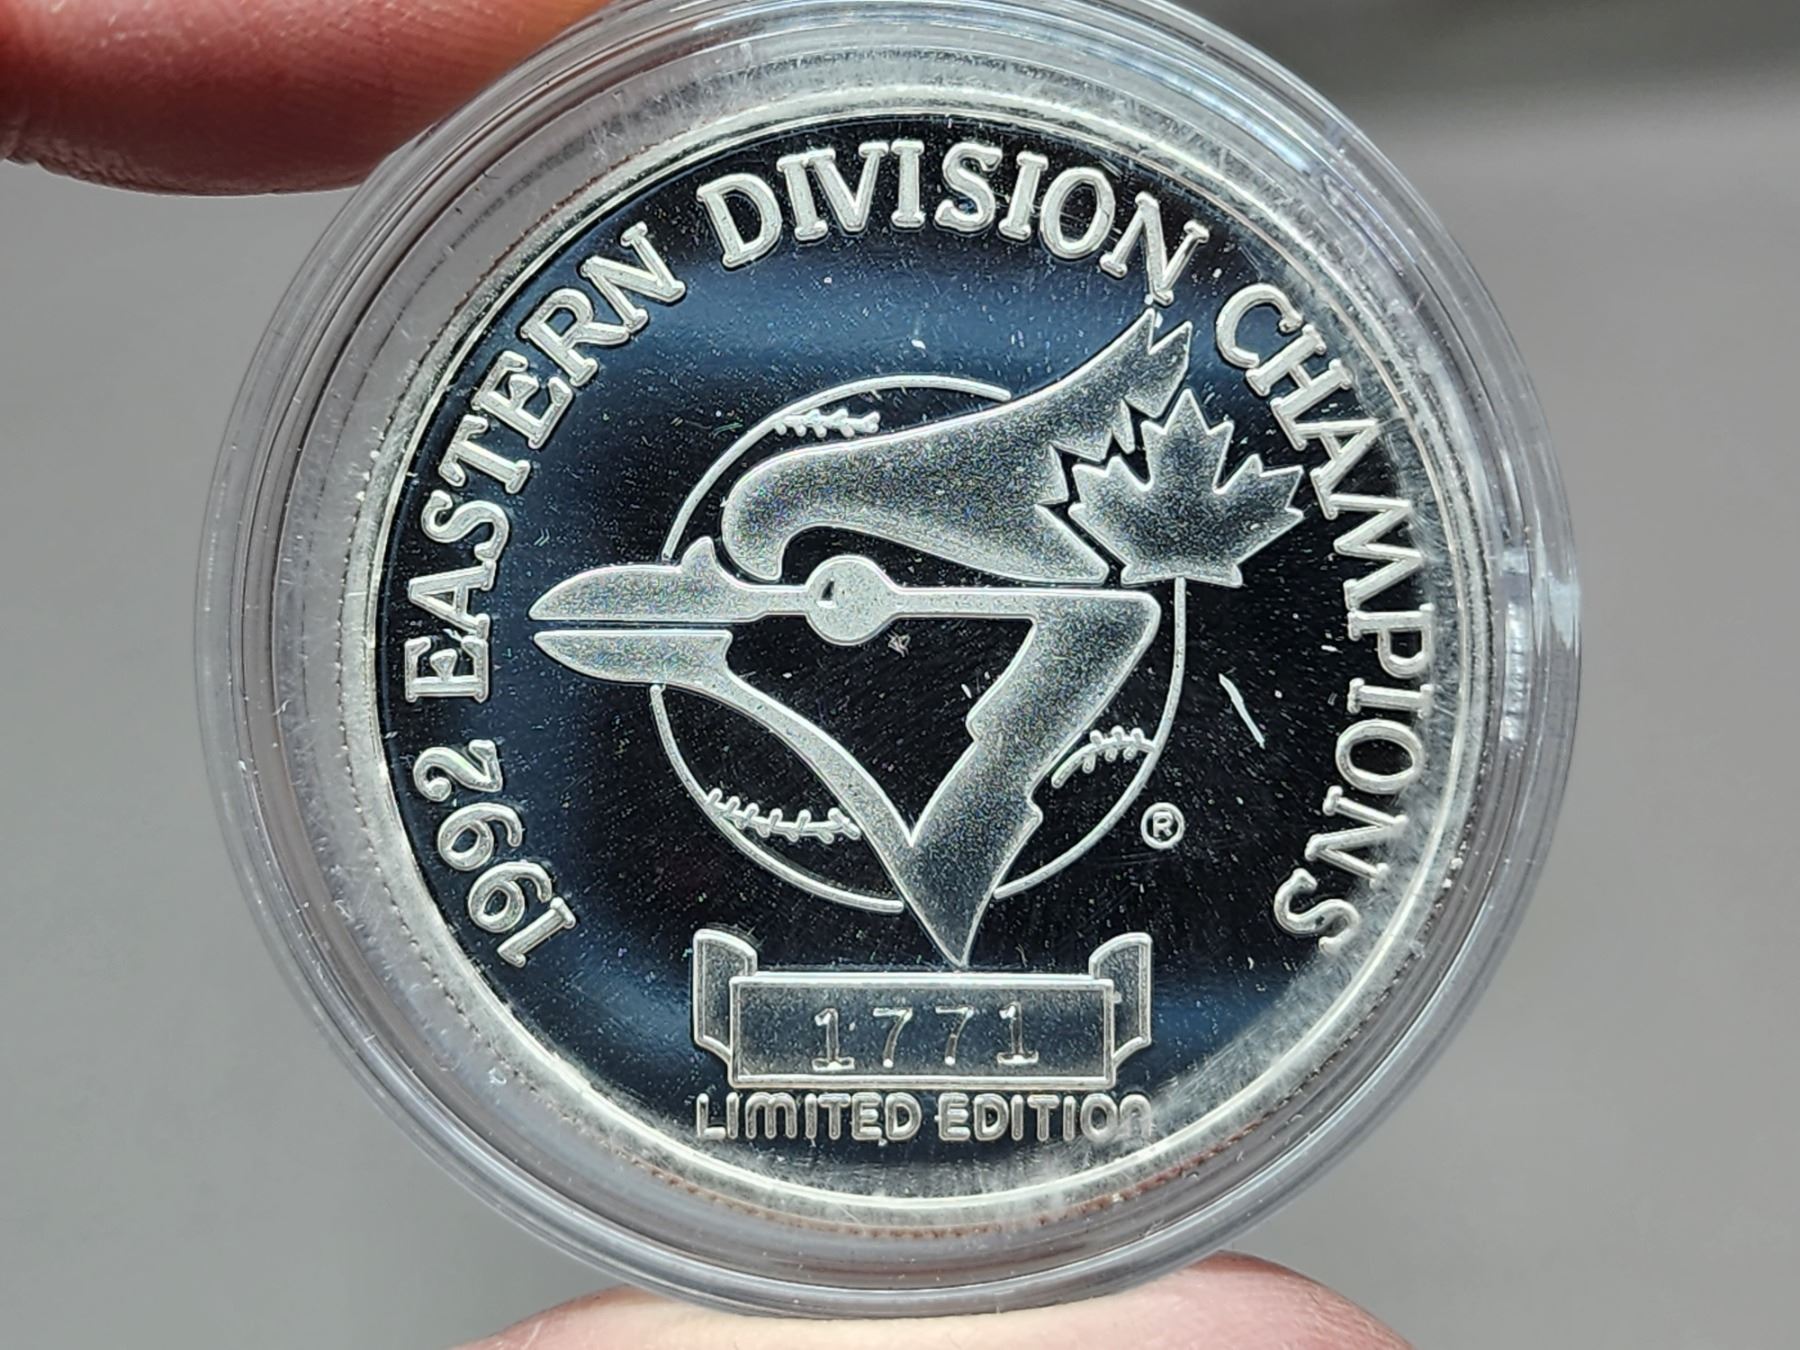 1992 EASTERN DIVISION CHAMPIONS
®
1771
LIMITED EDITION